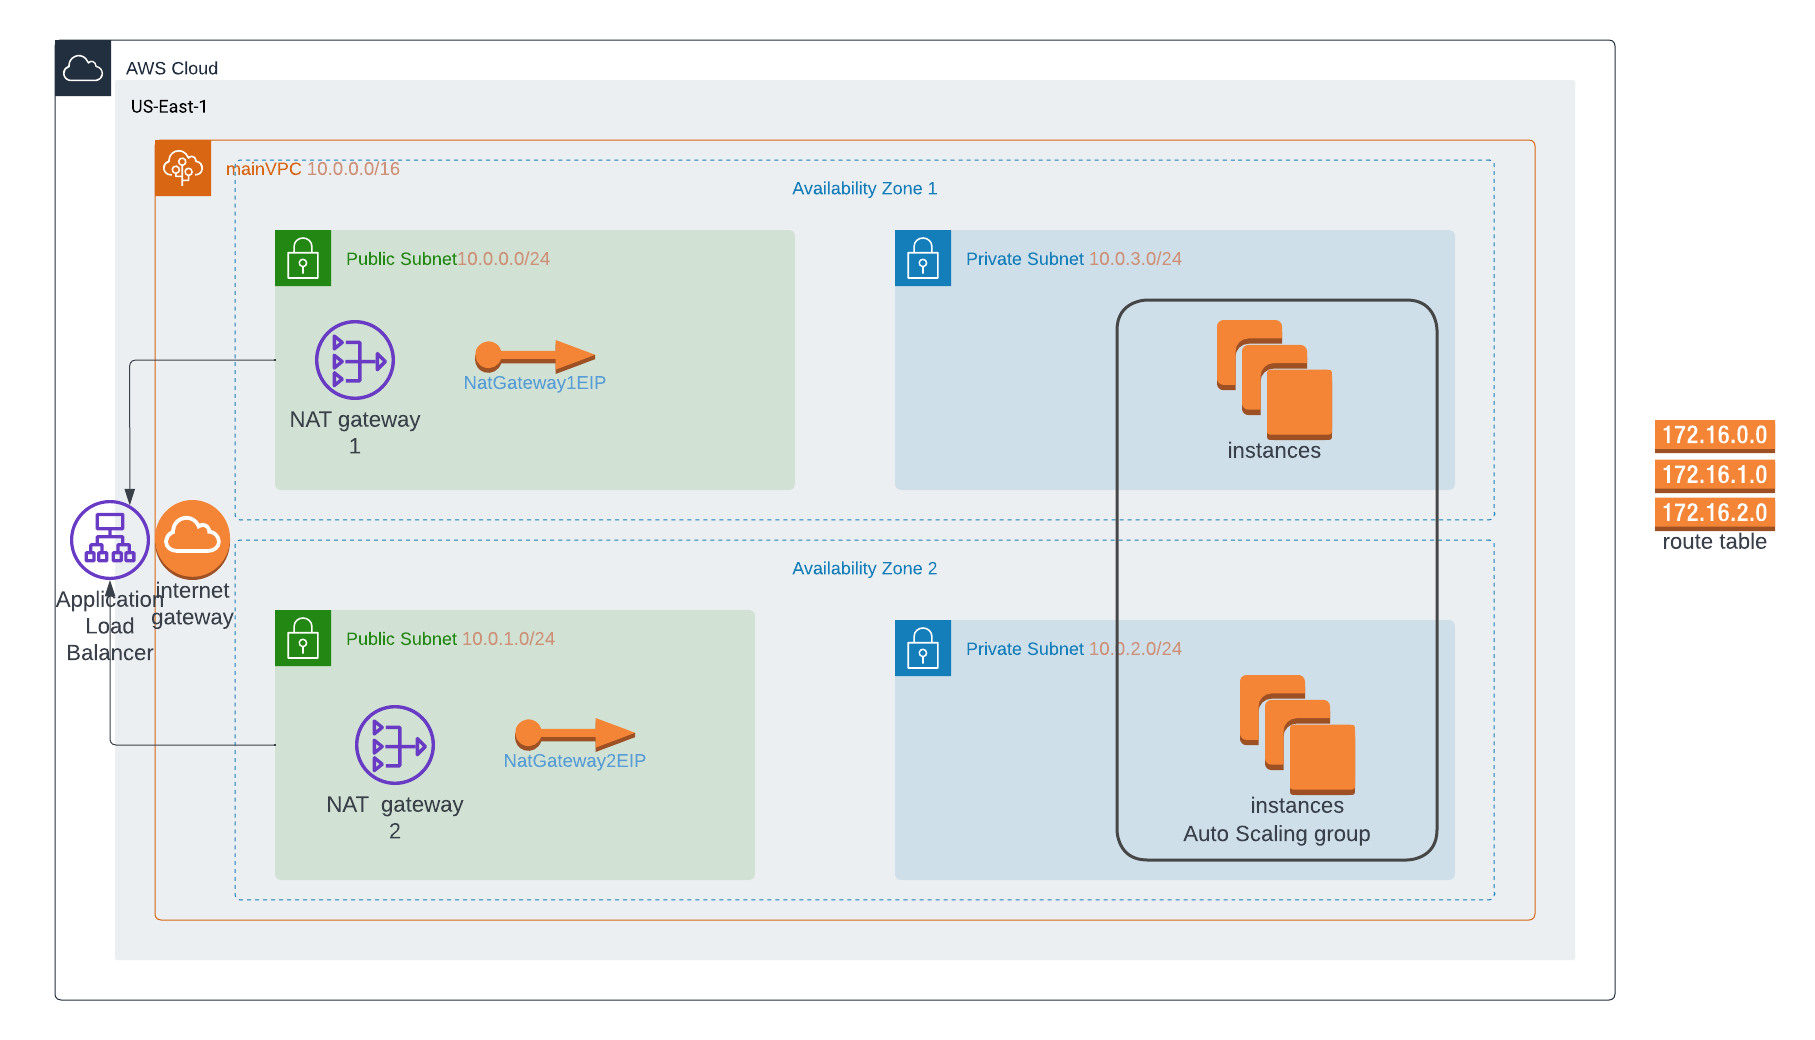 AWS Cloud
US-East-1
mainVPC 10.0.0.0/16
Availability Zone 1
Public Subnet10.0.0.0/24
Private Subnet 10.0.3.0/24
NatGateway1EIP
NAT gateway
1
instances
172.16.0.0
172.16.1.0
172.16.2.0
route table
Application
Load
Balancer
internet
gateway
Availability Zone 2
Public Subnet 10.0.1.0/24
Private Subnet 10.0.2.0/24
NatGateway2EIP
NAT  gateway
2
instances
Auto Scaling group